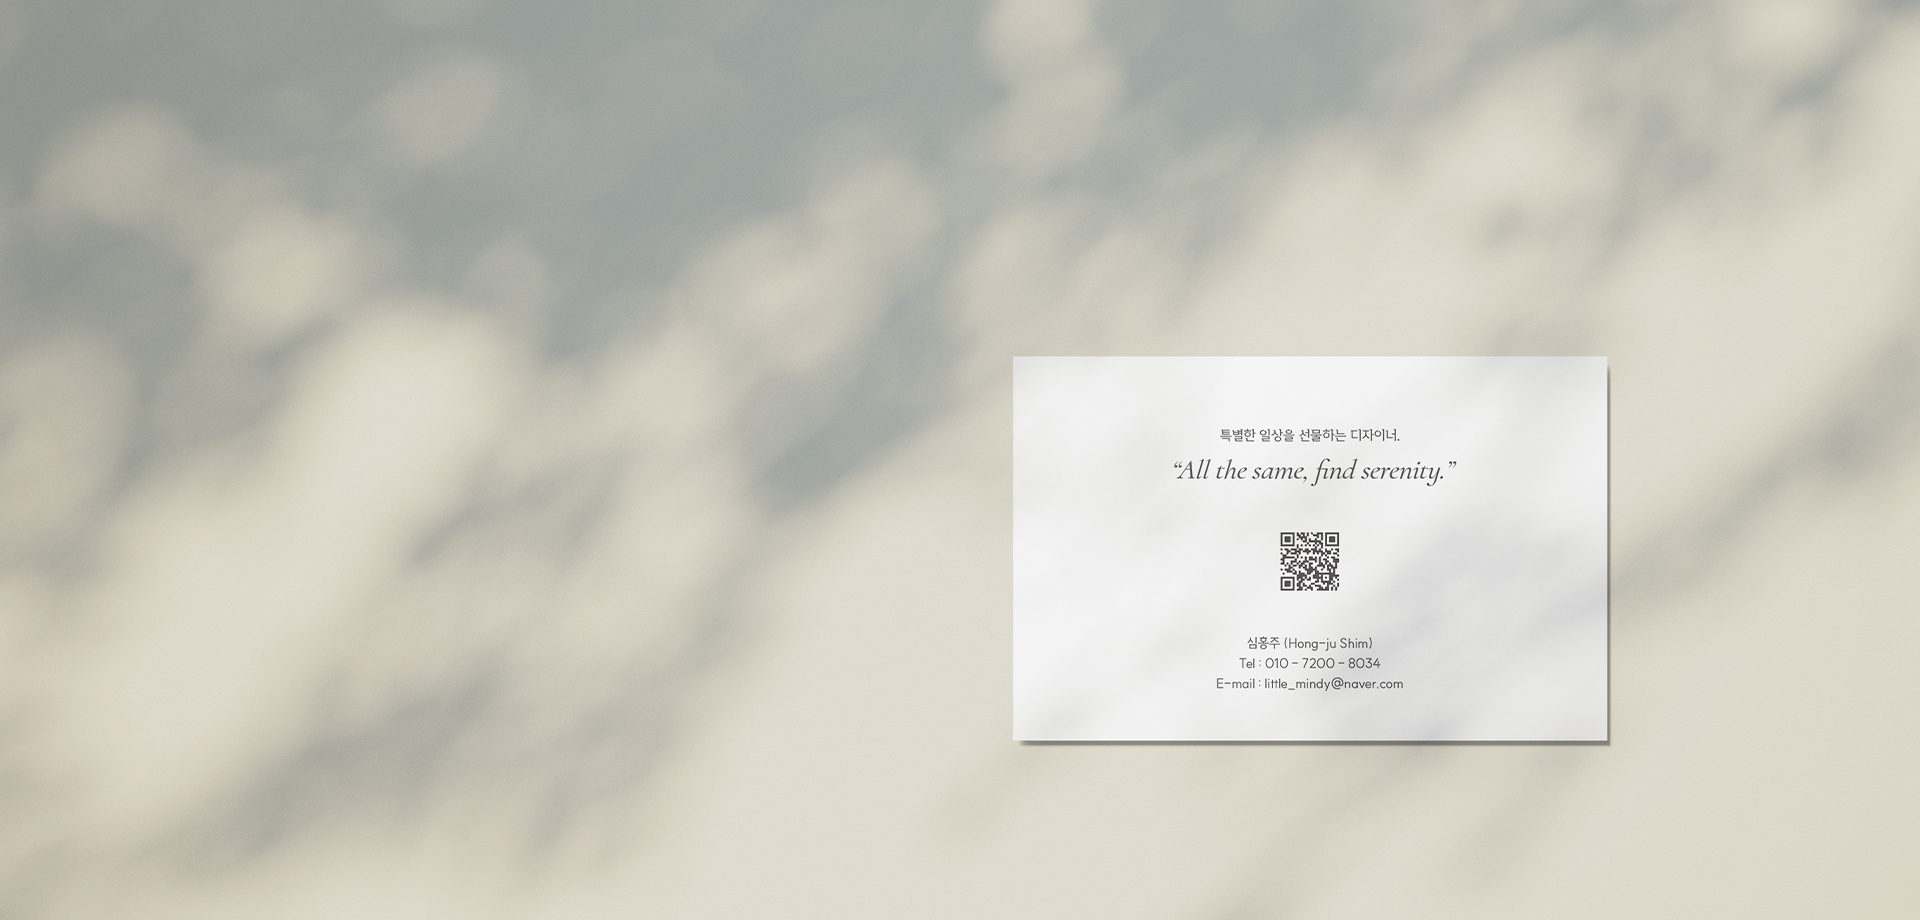 특별한 일상을 선물하는 디자이너.
“All the same, find serenity.”
심홍주 (Hong-ju Shim)
Tel : 010 - 7200 - 8034
E-mail : little_mindy@naver.com